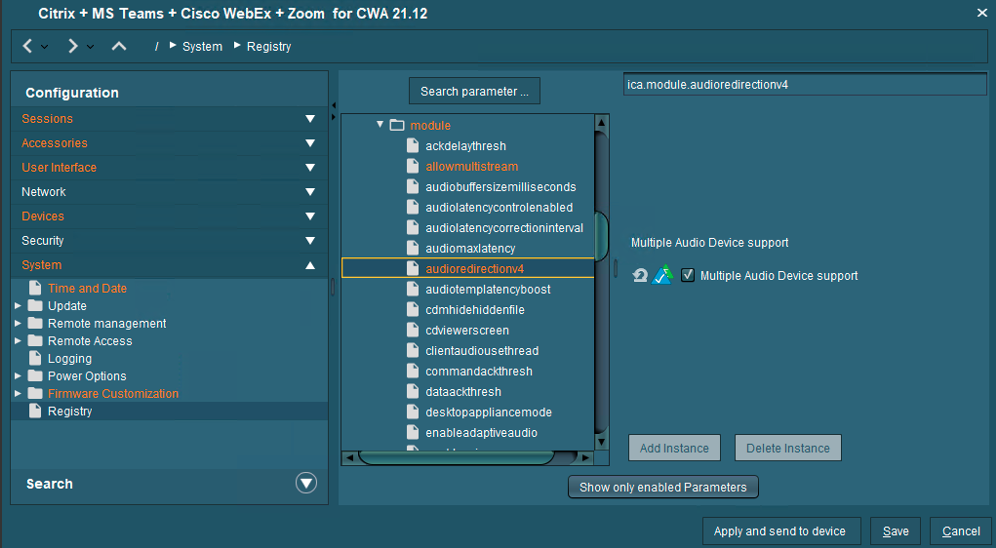 Citrix + MS Teams + Cisco WebEx + Zoom for CWA 21.12
/ System Registry
Configuration
Sessions
Accessories
User Interface
Network
Devices
Security
System
Time and Date
Update
Remote management
Remote Access
Logging
Power Options
Firmware Customization
Registry
Search
Search parameter ...
module
ackdelaythresh
allowmultistream
audiobuffersizemilliseconds
audiolatencycontrolenabled
audiolatencycorrectioninterval
audiomaxlatency
audioredirectionv4
audiotemplatencyboost
cdmhidehiddenfile
cdviewerscreen
clientaudiousethread
commandackthresh
dataackthresh
desktopappliancemode
enableadaptiveaudio
ica.module.audioredirectionv4
Multiple Audio Device support
Multiple Audio Device support
Add Instance Delete Instance
Show only enabled Parameters
Apply and send to device Save Cancel